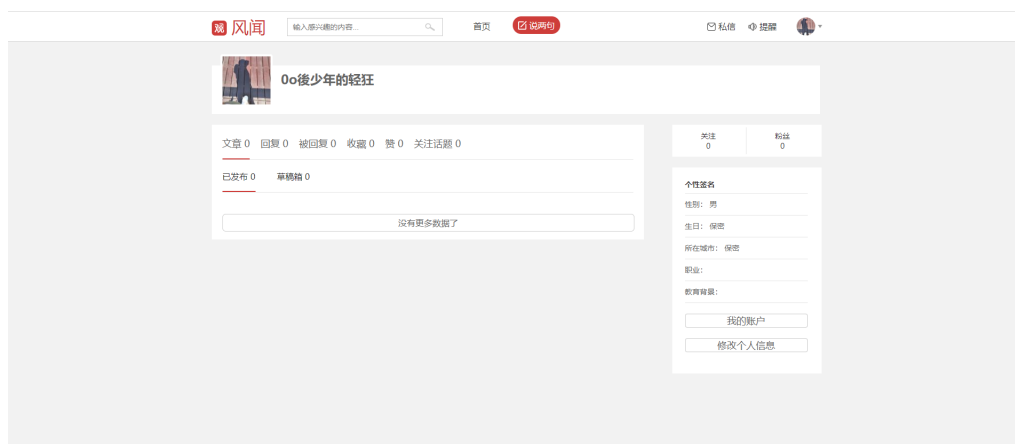 观 风闻 输入感兴趣的内容... 首页 说两句 私信 提醒
0o後少年的轻狂
文章 0 回复 0 被回复 0 收藏 0 赞 0 关注话题 0
已发布 0 草稿箱 0
没有更多数据了
关注 粉丝
0 0
个性签名
性别： 男
生日： 保密
所在城市： 保密
职业：
教育背景：
我的账户
修改个人信息